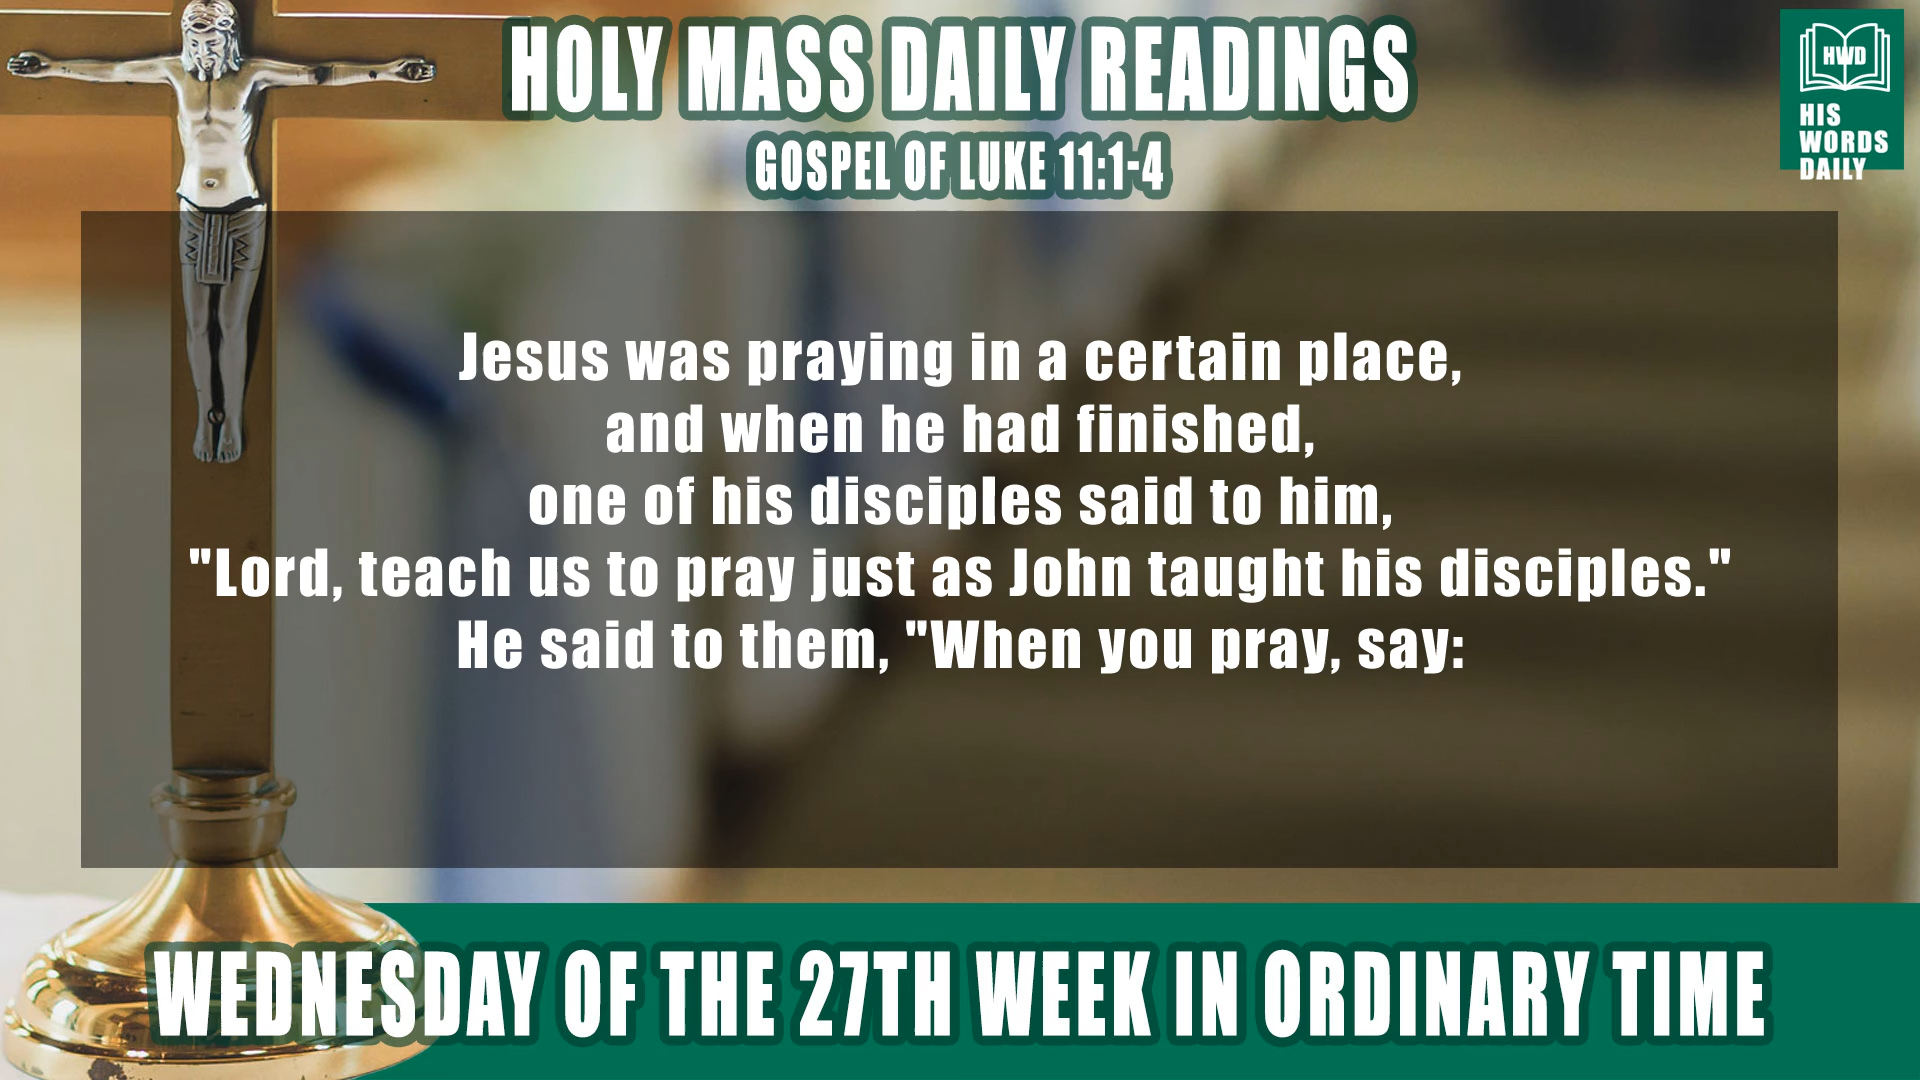 HOLY MASS DAILY READINGS
GOSPEL OF LUKE 11:1-4
HWD
HIS
WORDS
DAILY
Jesus was praying in a certain place,
and when he had finished,
one of his disciples said to him,
"Lord, teach us to pray just as John taught his disciples."
He said to them, "When you pray, say:
WEDNESDAY OF THE 27TH WEEK IN ORDINARY TIME